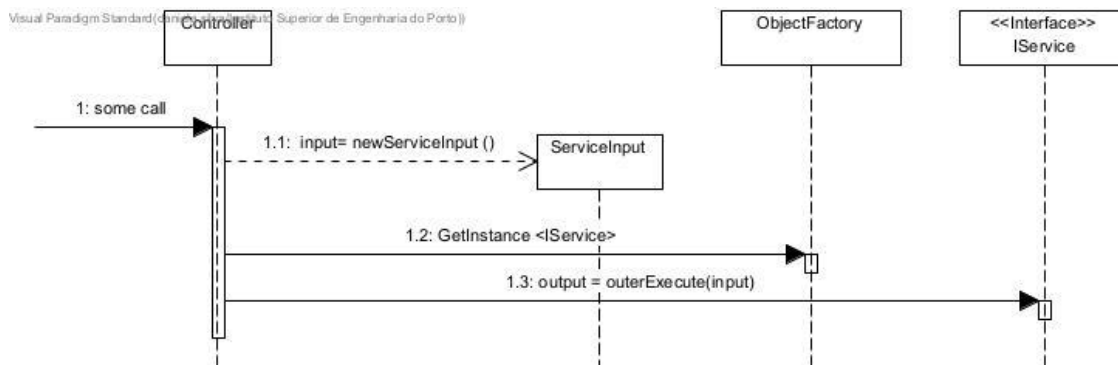 Visual Paradigm Standard(
Superior de Engenharia do Porto))
Controller
ObjectFactory
<<Interface>>
IService
1: some call
1.1: input= newServiceInput ()
ServiceInput
1.2: GetInstance <IService>
1.3: output = outerExecute(input)